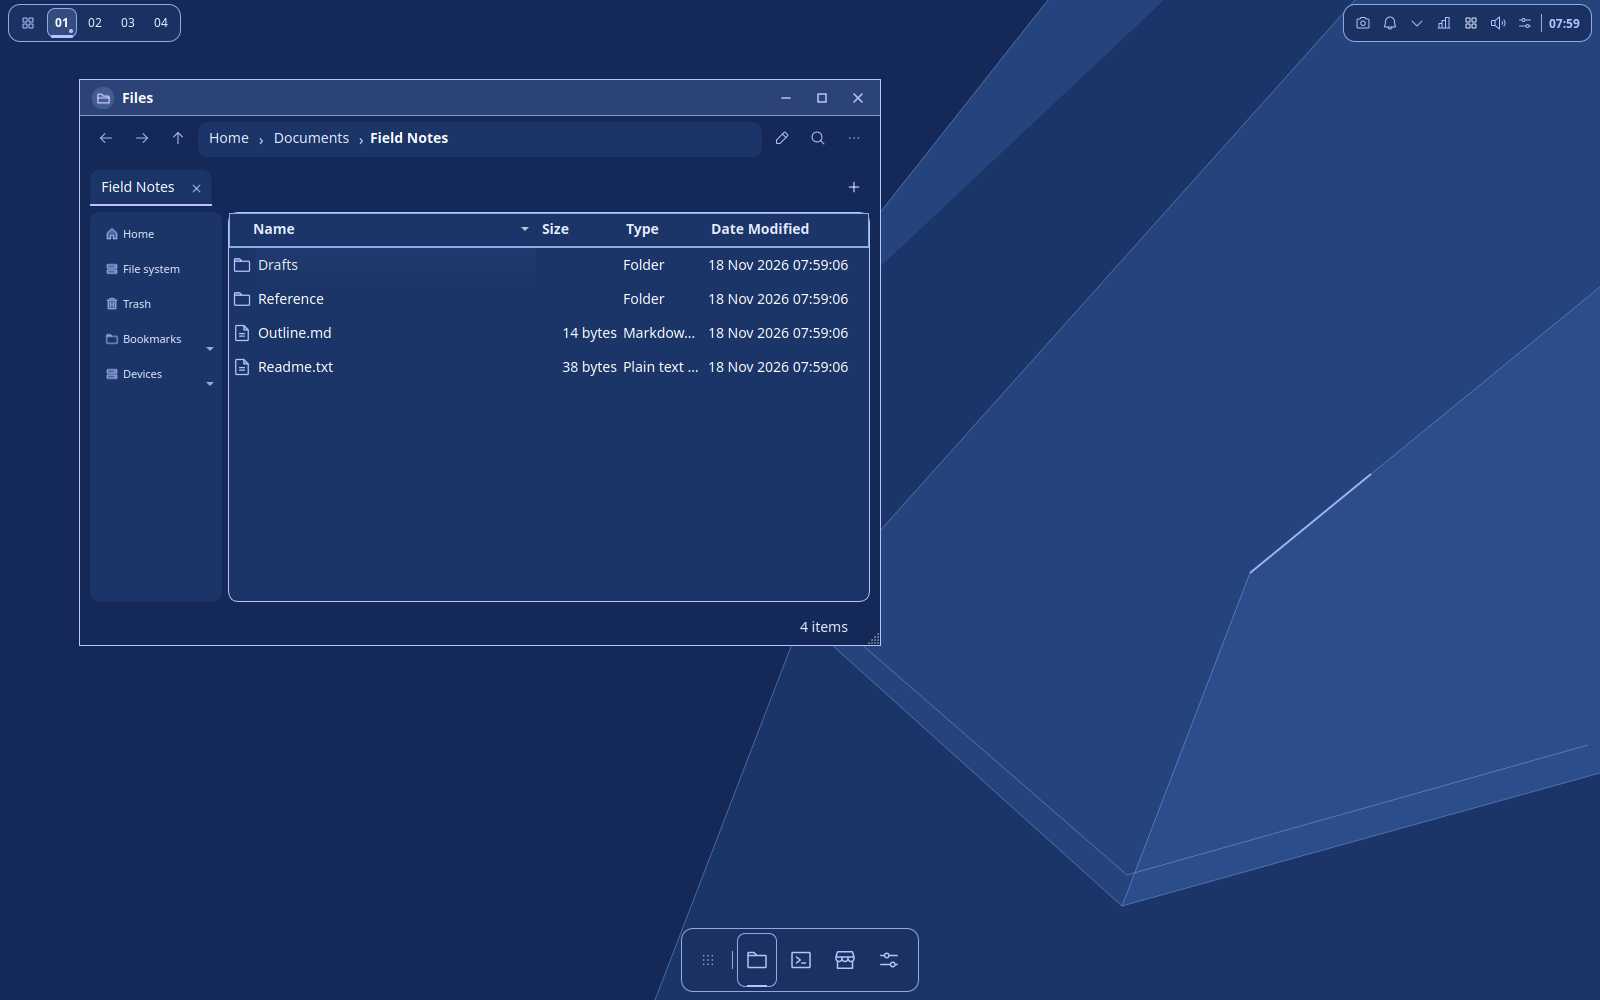 01 02 03 04
07:59
Files
Home › Documents › Field Notes
Field Notes
Home
File system
Trash
Bookmarks
Devices
Name Size Type Date Modified
Drafts Folder 18 Nov 2026 07:59:06
Reference Folder 18 Nov 2026 07:59:06
Outline.md 14 bytes Markdow... 18 Nov 2026 07:59:06
Readme.txt 38 bytes Plain text ... 18 Nov 2026 07:59:06
4 items